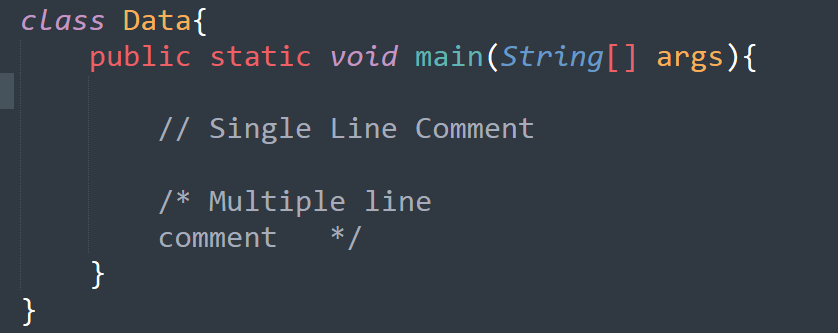 class Data{
    public static void main(String[] args){
        // Single Line Comment
        /* Multiple line
        comment   */
    }
}